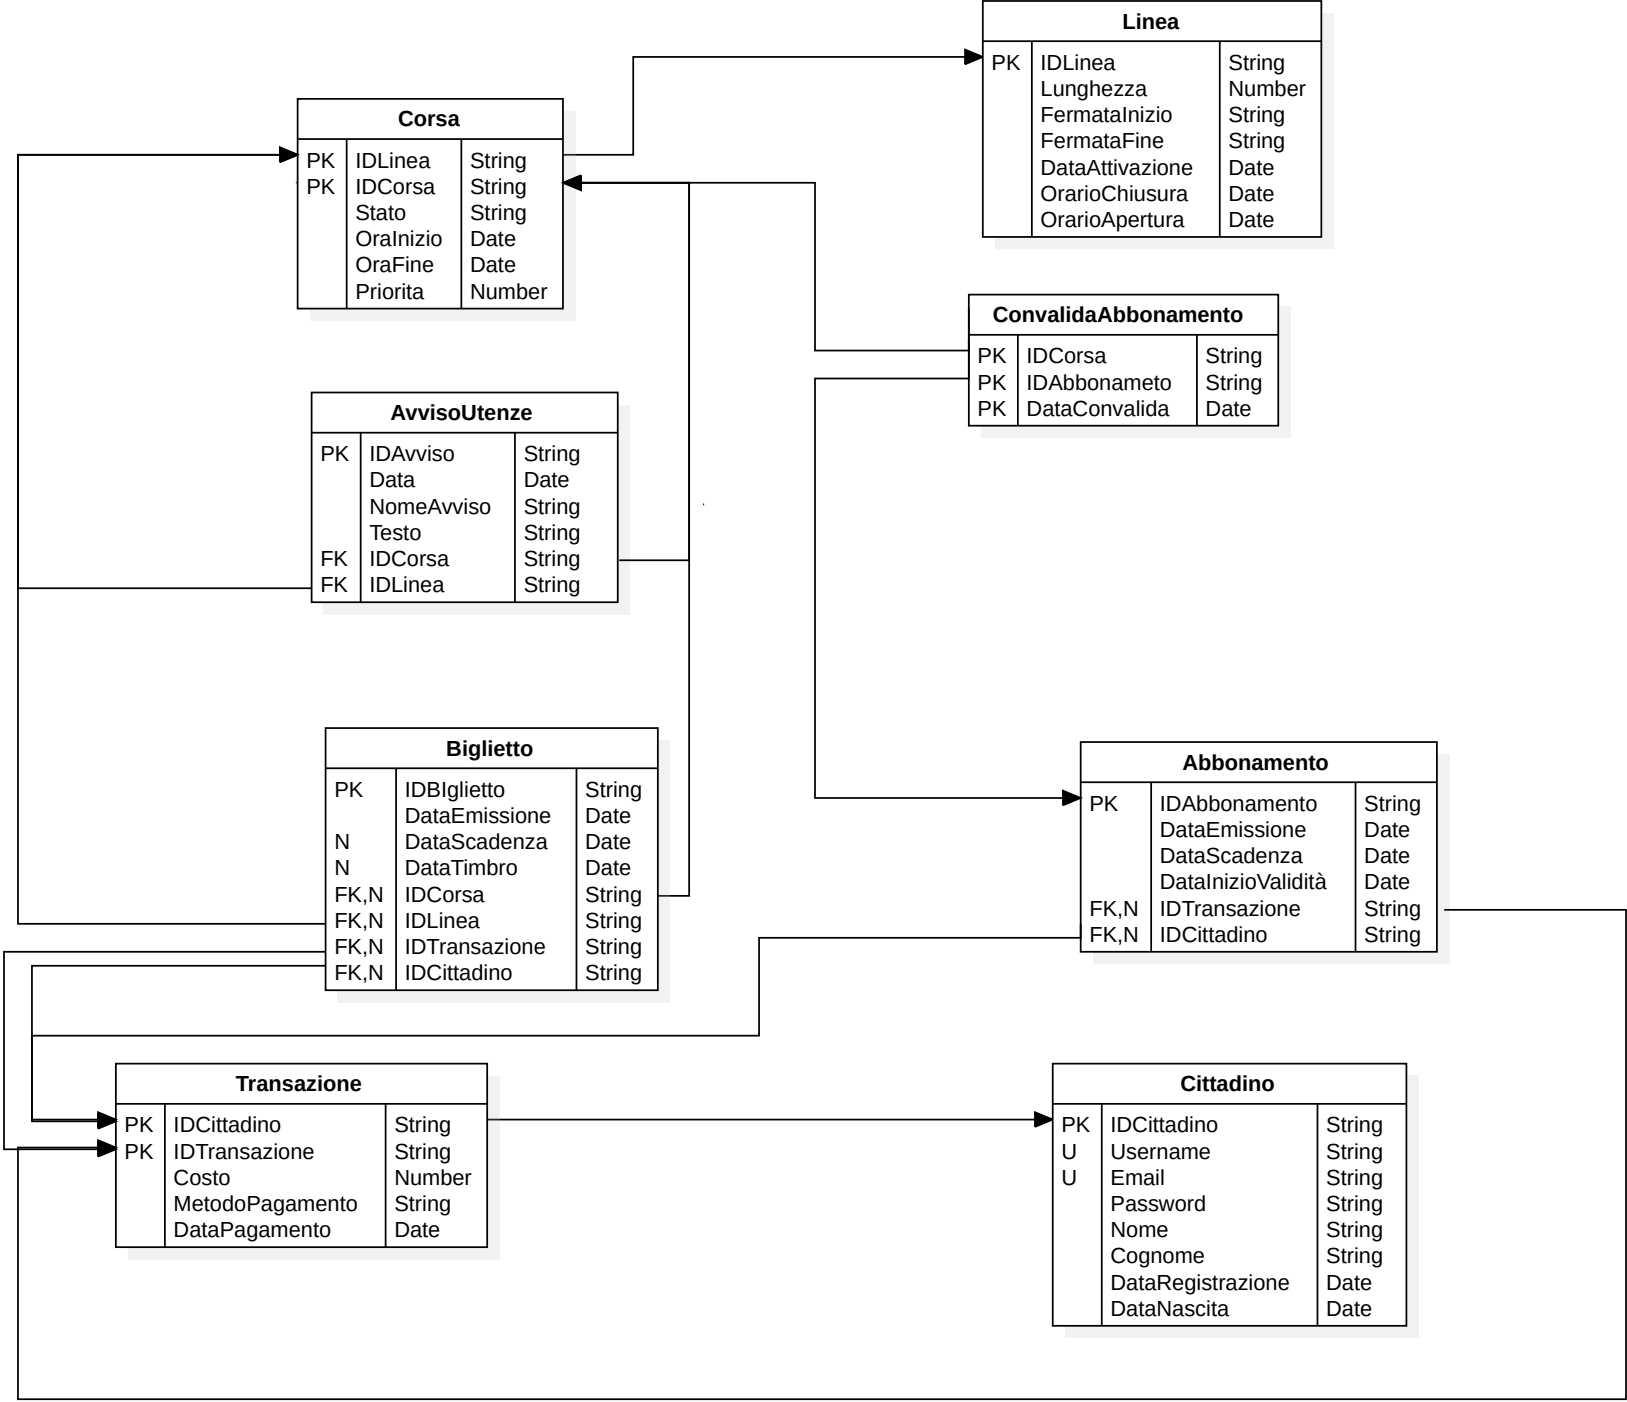 Linea
PK IDLinea String
Lunghezza Number
FermataInizio String
FermataFine String
DataAttivazione Date
OrarioChiusura Date
OrarioApertura Date
Corsa
PK IDLinea String
PK IDCorsa String
Stato String
OraInizio Date
OraFine Date
Priorita Number
ConvalidaAbbonamento
PK IDCorsa String
PK IDAbbonameto String
PK DataConvalida Date
AvvisoUtenze
PK IDAvviso String
Data Date
NomeAvviso String
Testo String
FK IDCorsa String
FK IDLinea String
Biglietto
PK IDBIglietto String
DataEmissione Date
N DataScadenza Date
N DataTimbro Date
FK,N IDCorsa String
FK,N IDLinea String
FK,N IDTransazione String
FK,N IDCittadino String
Abbonamento
PK IDAbbonamento String
DataEmissione Date
DataScadenza Date
DataInizioValidità Date
FK,N IDTransazione String
FK,N IDCittadino String
Transazione
PK IDCittadino String
PK IDTransazione String
Costo Number
MetodoPagamento String
DataPagamento Date
Cittadino
PK IDCittadino String
U Username String
U Email String
Password String
Nome String
Cognome String
DataRegistrazione Date
DataNascita Date